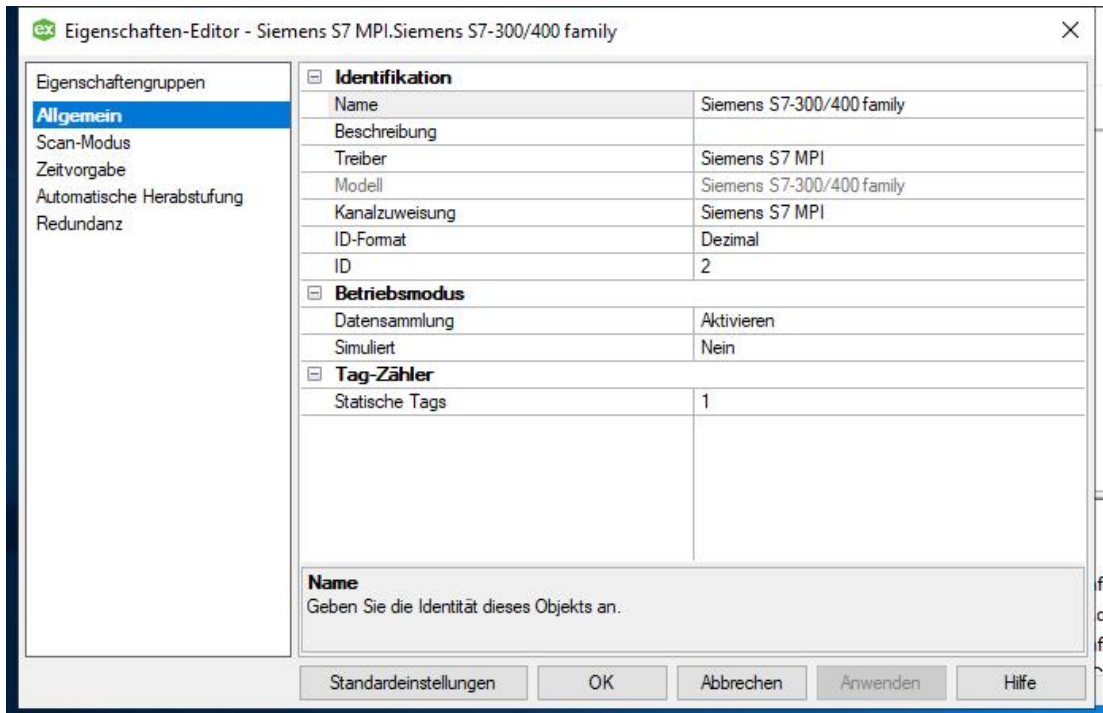 ex Eigenschaften-Editor - Siemens S7 MPI.Siemens S7-300/400 family
Eigenschaftengruppen
Allgemein
Scan-Modus
Zeitvorgabe
Automatische Herabstufung
Redundanz
Identifikation
Name Siemens S7-300/400 family
Beschreibung
Treiber Siemens S7 MPI
Modell Siemens S7-300/400 family
Kanalzuweisung Siemens S7 MPI
ID-Format Dezimal
ID 2
Betriebsmodus
Datensammlung Aktivieren
Simuliert Nein
Tag-Zähler
Statische Tags 1
Name
Geben Sie die Identität dieses Objekts an.
Standardeinstellungen OK Abbrechen Anwenden Hilfe